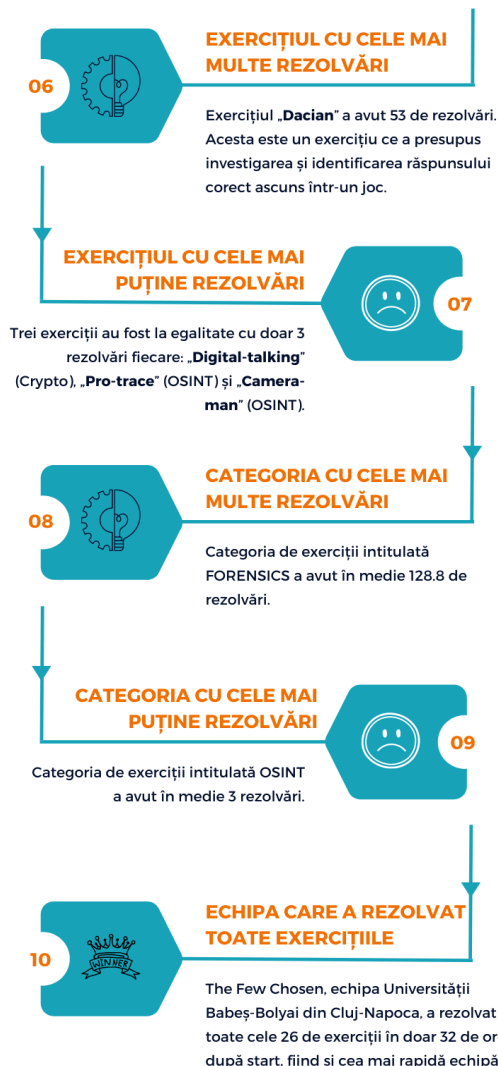 06
EXERCIȚIUL CU CELE MAI
MULTE REZOLVĂRI
Exercițiul „Dacian” a avut 53 de rezolvări.
Acesta este un exercițiu ce a presupus
investigarea și identificarea răspunsului
corect ascuns într-un joc.
EXERCIȚIUL CU CELE MAI
PUȚINE REZOLVĂRI
07
Trei exerciții au fost la egalitate cu doar 3
rezolvări fiecare: „Digital-talking”
(Crypto), „Pro-trace” (OSINT) și „Camera-
man” (OSINT).
08
CATEGORIA CU CELE MAI
MULTE REZOLVĂRI
Categoria de exerciții intitulată
FORENSICS a avut în medie 128.8 de
rezolvări.
CATEGORIA CU CELE MAI
PUȚINE REZOLVĂRI
09
Categoria de exerciții intitulată OSINT
a avut în medie 3 rezolvări.
10
WINNER
ECHIPA CARE A REZOLVAT
TOATE EXERCIȚIILE
The Few Chosen, echipa Universității
Babeș-Bolyai din Cluj-Napoca, a rezolvat
toate cele 26 de exerciții în doar 32 de or
după start, fiind și cea mai rapidă echipă